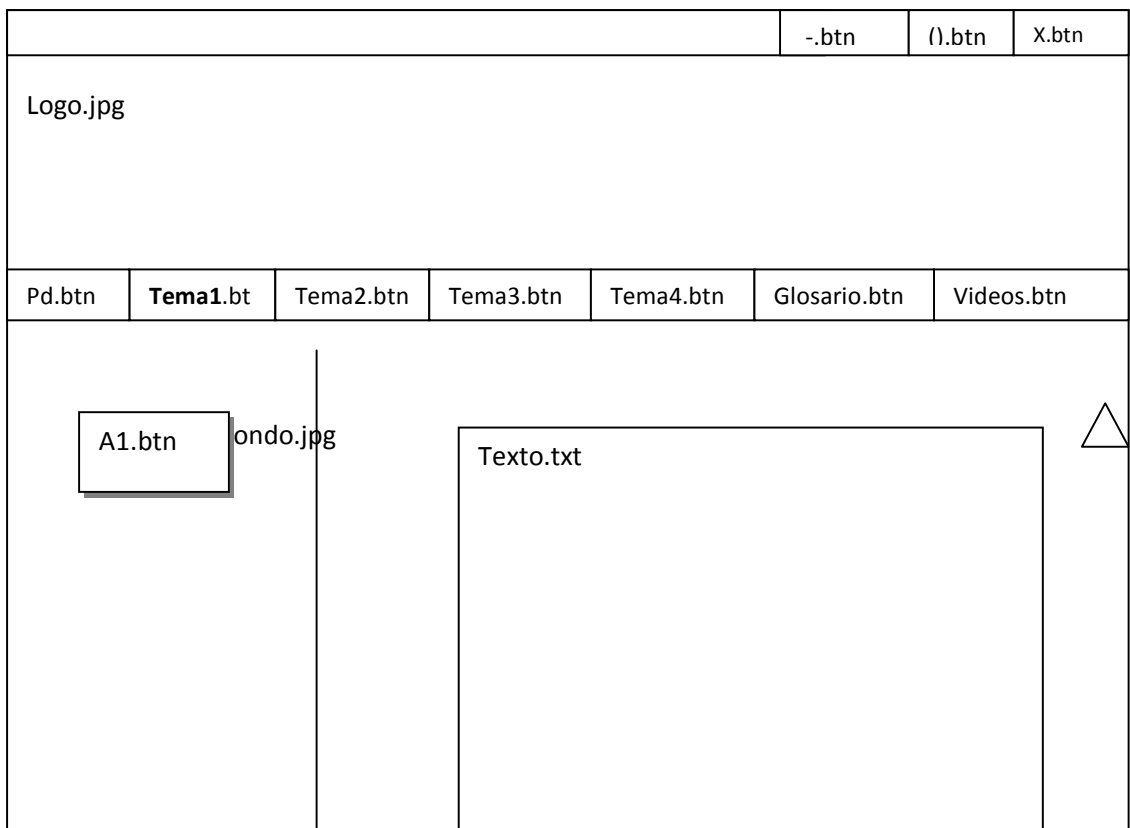 -.btn ().btn X.btn
Logo.jpg
Pd.btn Tema1.bt Tema2.btn Tema3.btn Tema4.btn Glosario.btn Videos.btn
A1.btn ondo.jpg
Texto.txt